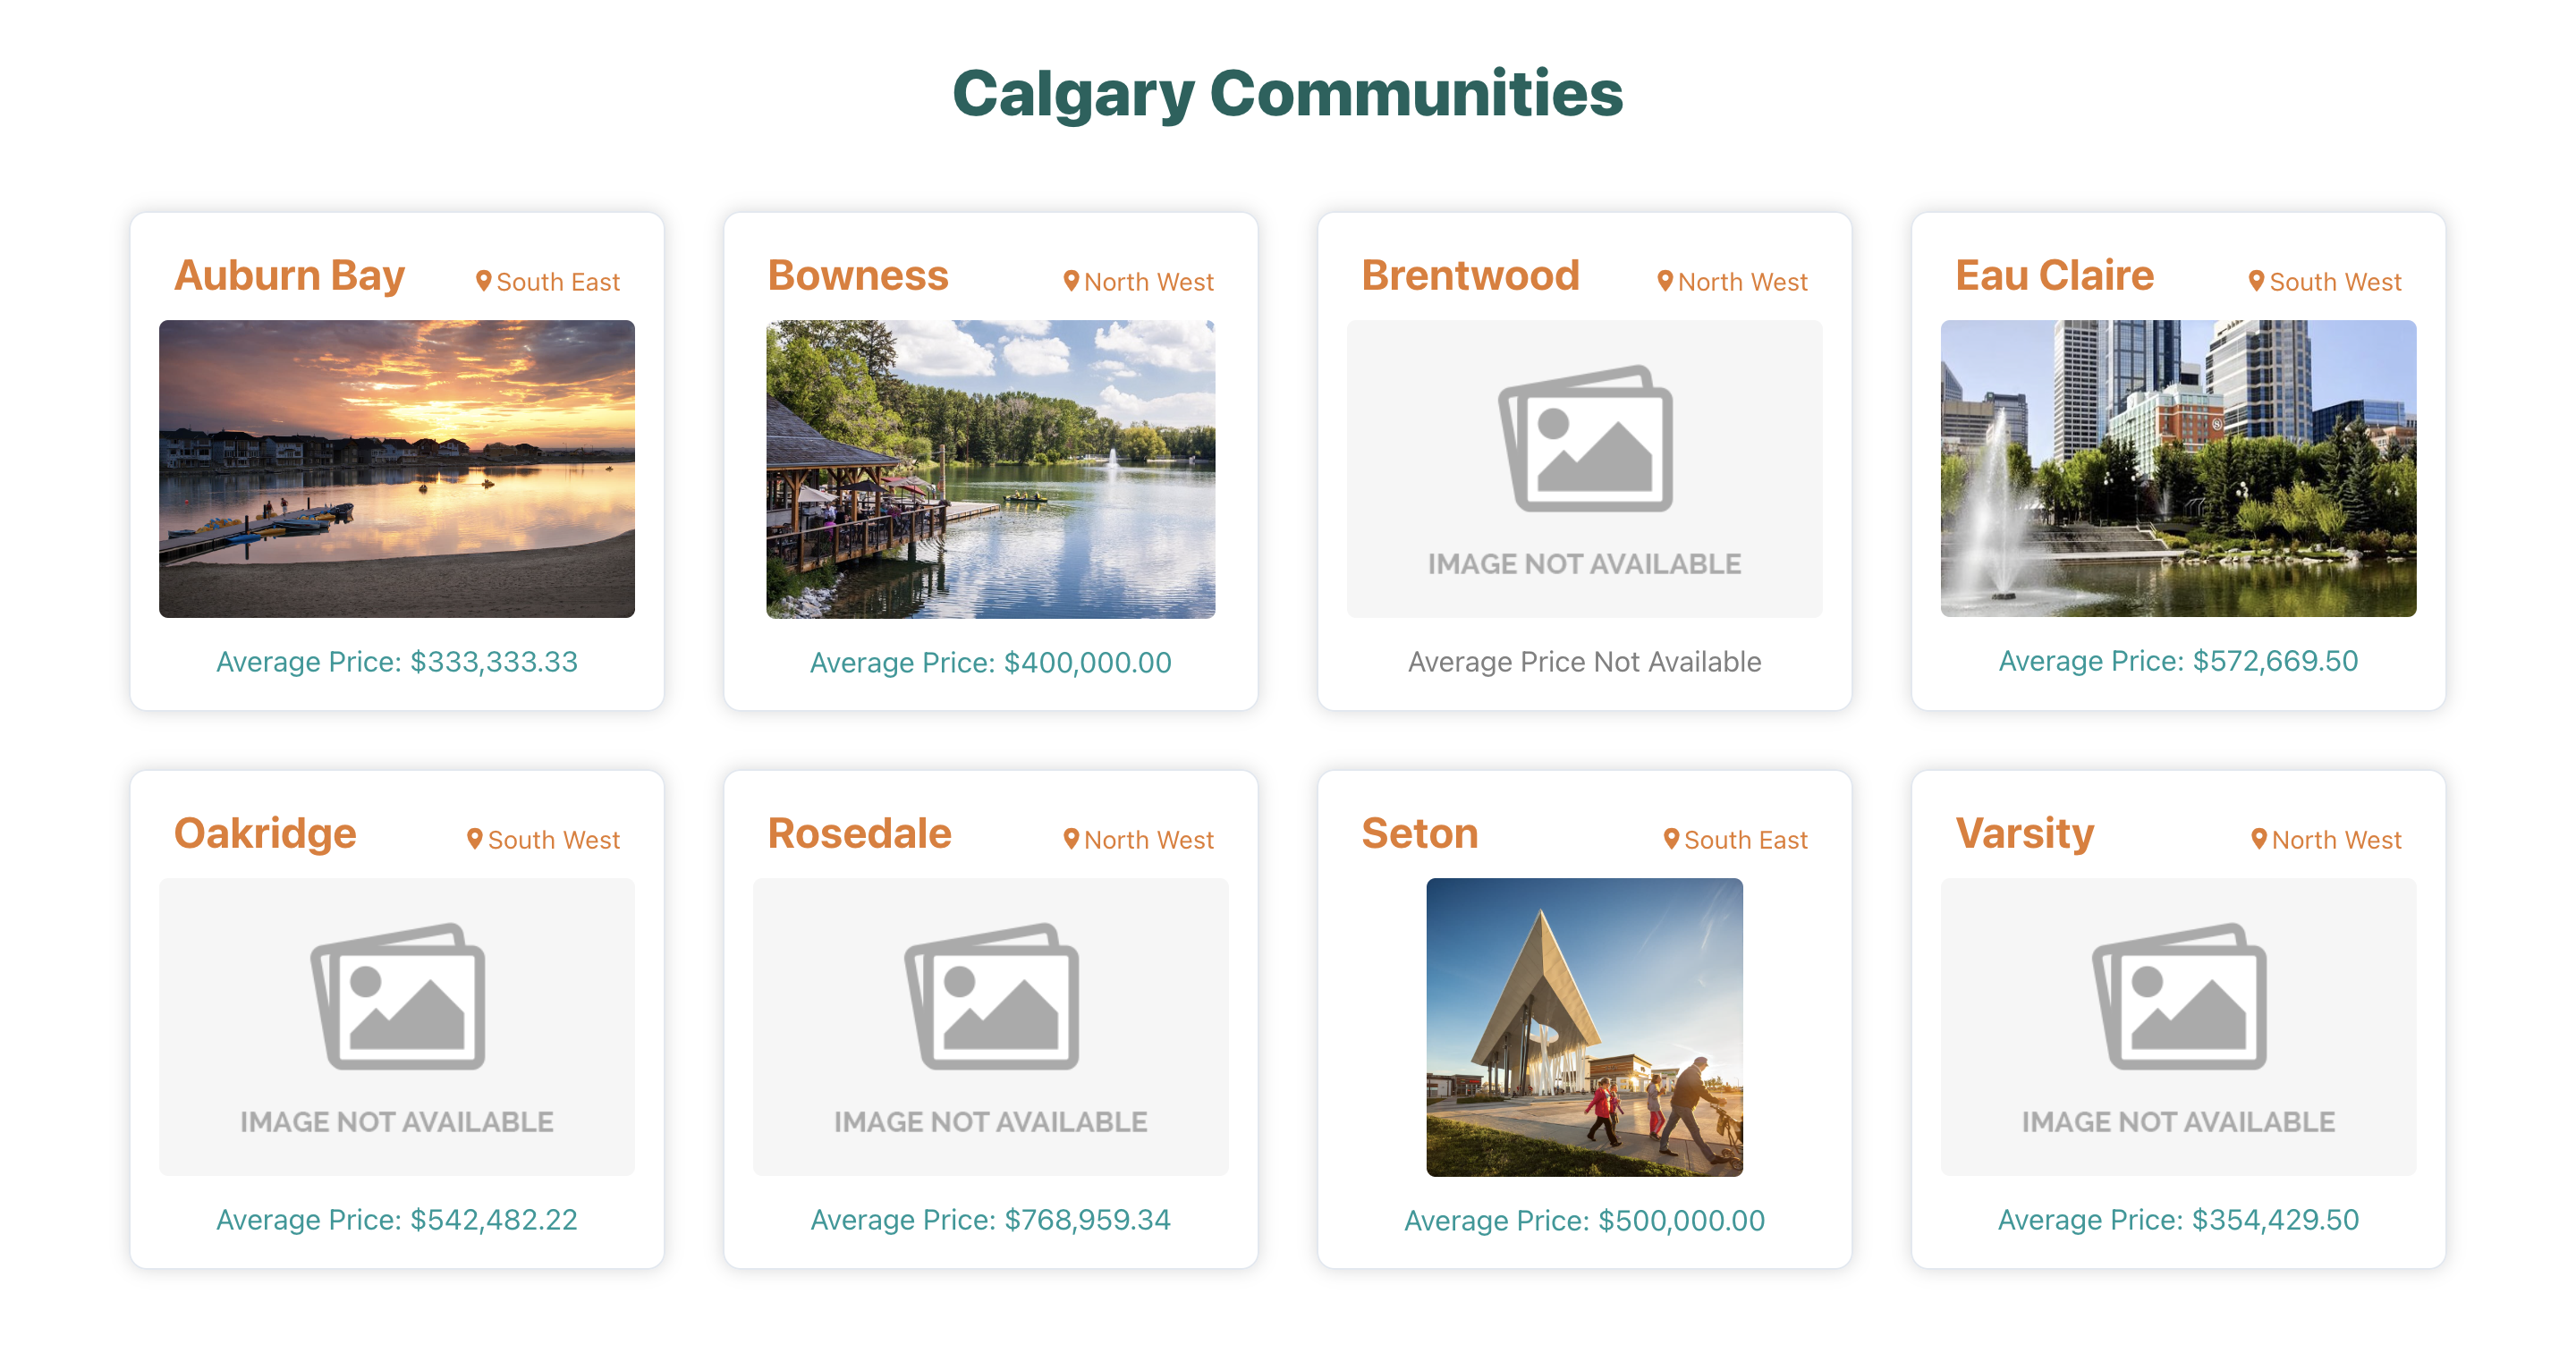 Calgary Communities
Auburn Bay
South East
Average Price: $333,333.33
Bowness
North West
Average Price: $400,000.00
Brentwood
North West
IMAGE NOT AVAILABLE
Average Price Not Available
Eau Claire
South West
Average Price: $572,669.50
Oakridge
South West
IMAGE NOT AVAILABLE
Average Price: $542,482.22
Rosedale
North West
IMAGE NOT AVAILABLE
Average Price: $768,959.34
Seton
South East
Average Price: $500,000.00
Varsity
North West
IMAGE NOT AVAILABLE
Average Price: $354,429.50